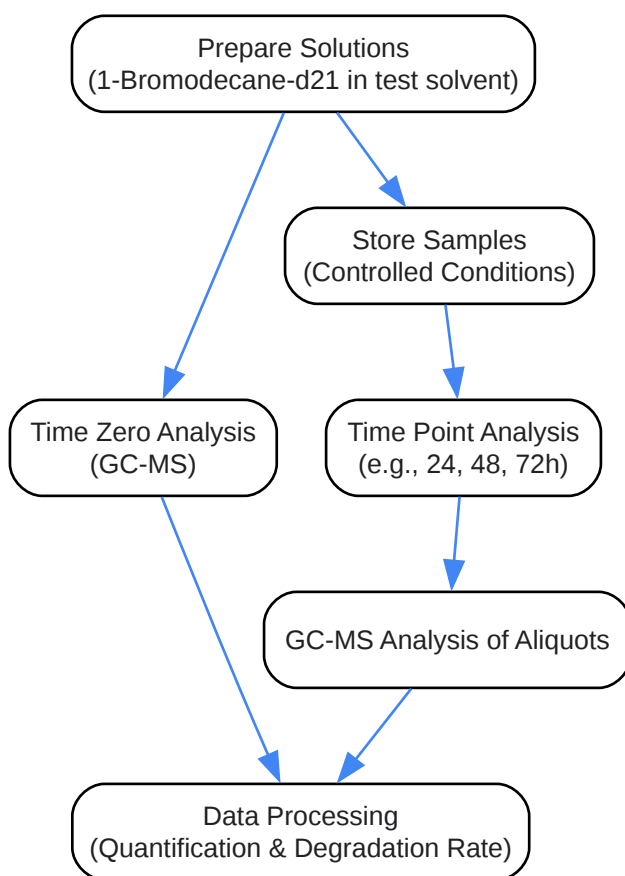 Prepare Solutions
(1-Bromodecane-d21 in test solvent)
Store Samples
(Controlled Conditions)
Time Zero Analysis
(GC-MS)
Time Point Analysis
(e.g., 24, 48, 72h)
GC-MS Analysis of Aliquots
Data Processing
(Quantification & Degradation Rate)